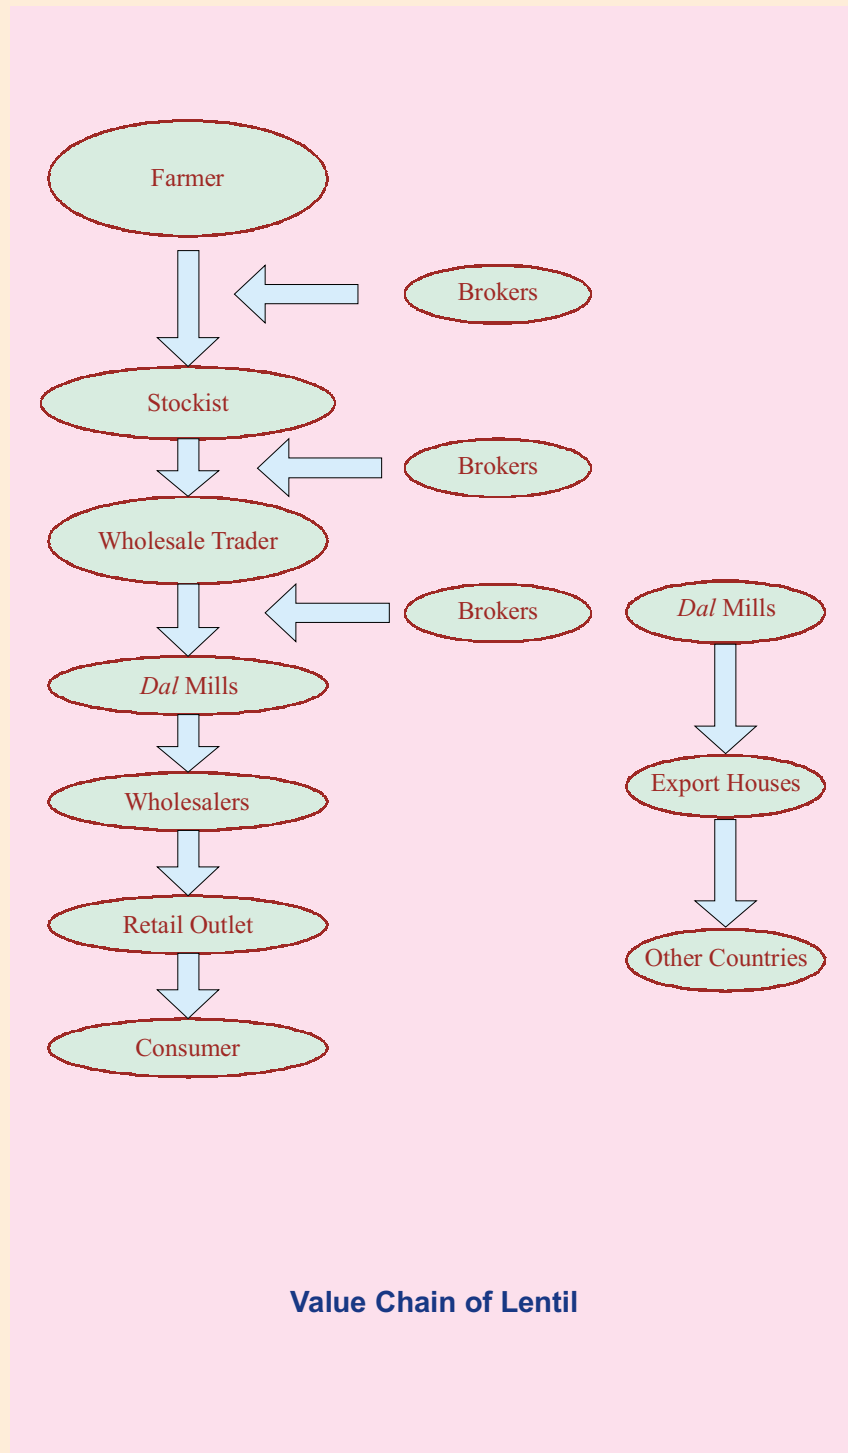 Farmer
Brokers
Stockist
Brokers
Wholesale Trader
Brokers
Dal Mills
Dal Mills
Export Houses
Wholesalers
Retail Outlet
Other Countries
Consumer
Value Chain of Lentil